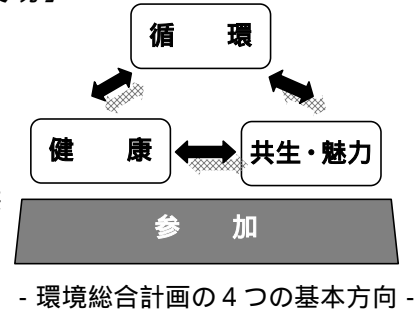 循　環
健　康
共生・魅力
参　加
- 環境総合計画の４つの基本方向 -